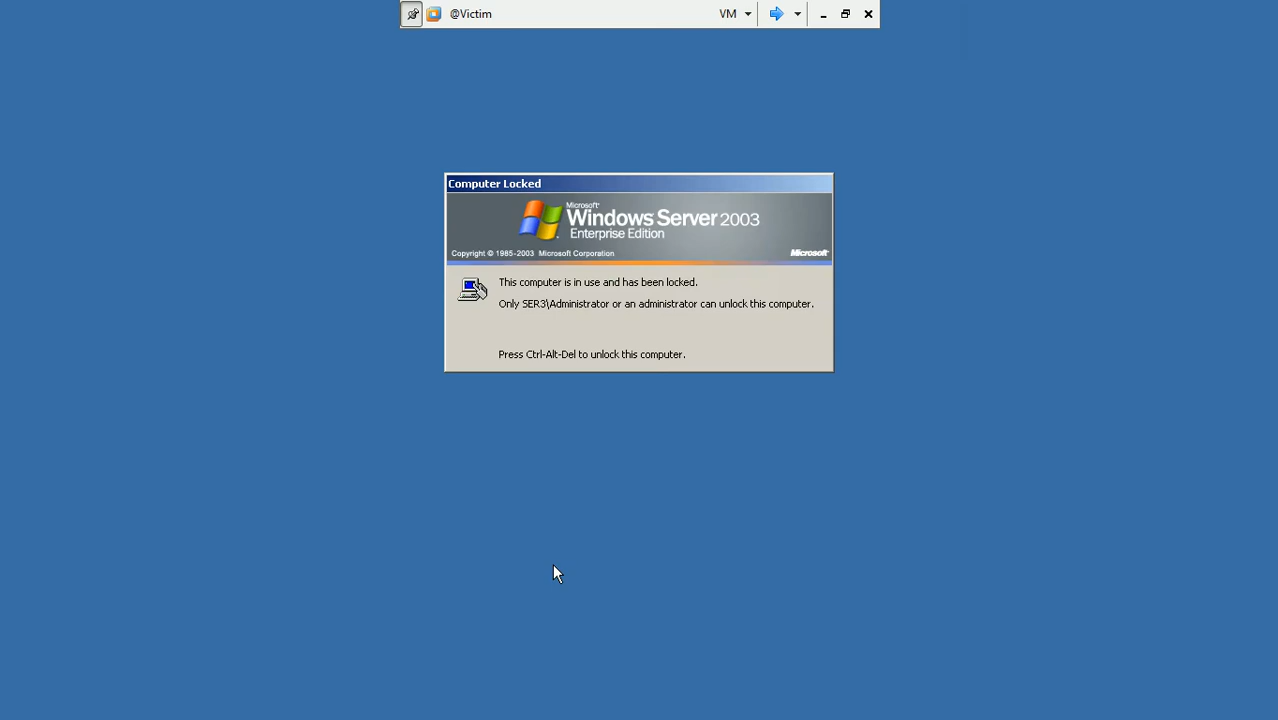 @Victim VM
Computer Locked
Microsoft
Windows Server 2003
Enterprise Edition
Copyright © 1985-2003 Microsoft Corporation Microsoft
This computer is in use and has been locked.
Only SER3\Administrator or an administrator can unlock this computer.
Press Ctrl-Alt-Del to unlock this computer.